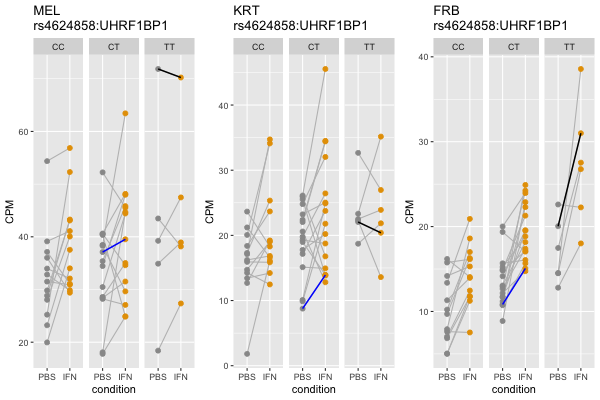 MEL
rs4624858:UHRF1BP1
CC CT TT
60
40
20
CPM
PBS IFN PBS IFN PBS IFN
condition
KRT
rs4624858:UHRF1BP1
CC CT TT
40
30
20
10
0
CPM
PBS IFN PBS IFN PBS IFN
condition
FRB
rs4624858:UHRF1BP1
CC CT TT
40
30
20
10
CPM
PBS IFN PBS IFN PBS IFN
condition